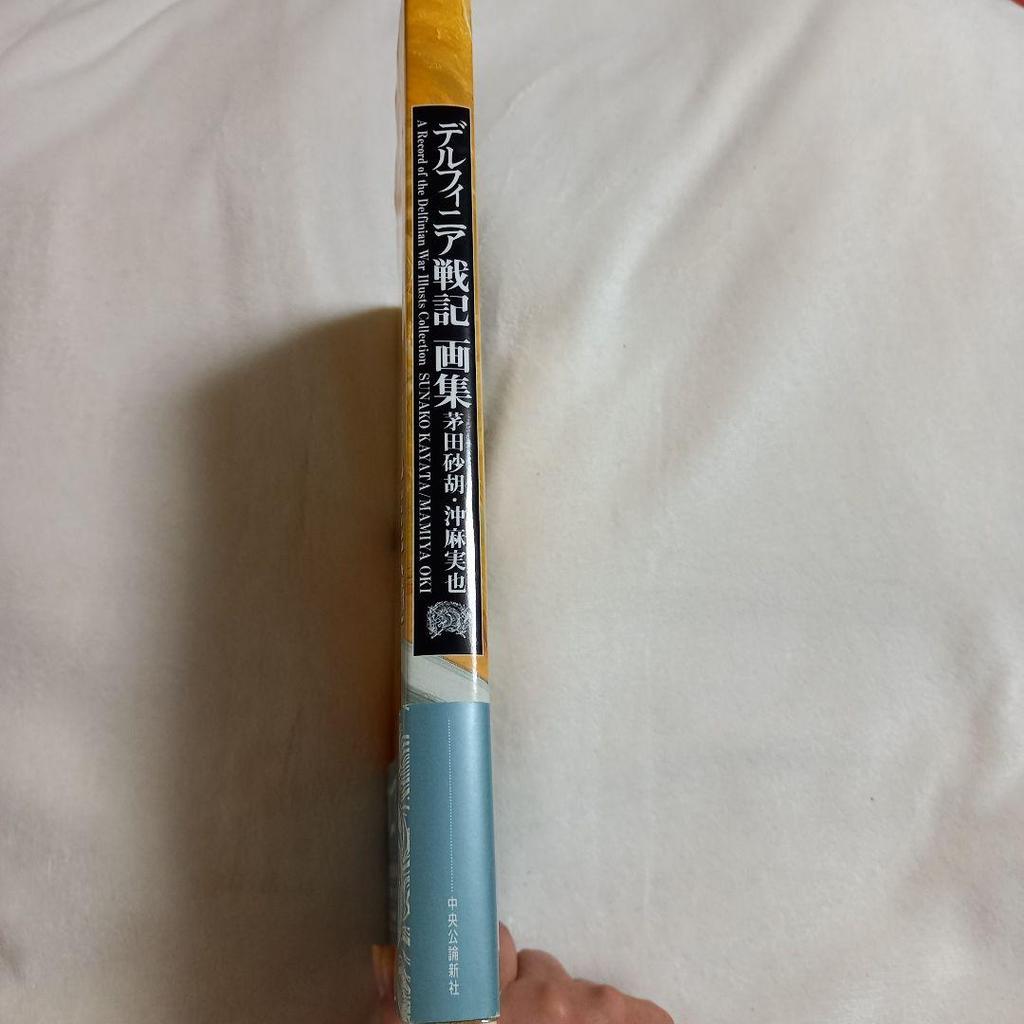 デルフィニア戦記 画集 茅田砂胡・沖麻実也
A Record of the Delfinian War Illusts Collection SUNAKO KAYATA/MAMIYA OKI
中央公論新社